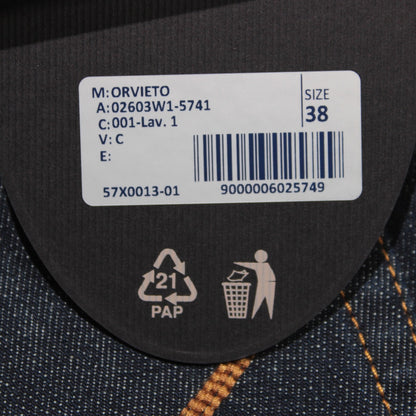 M: ORVIETO
A: 02603W1-5741
C: 001-Lav. 1
V: C
E:
SIZE
38
57X0013-01
9000006025749
21
PAP